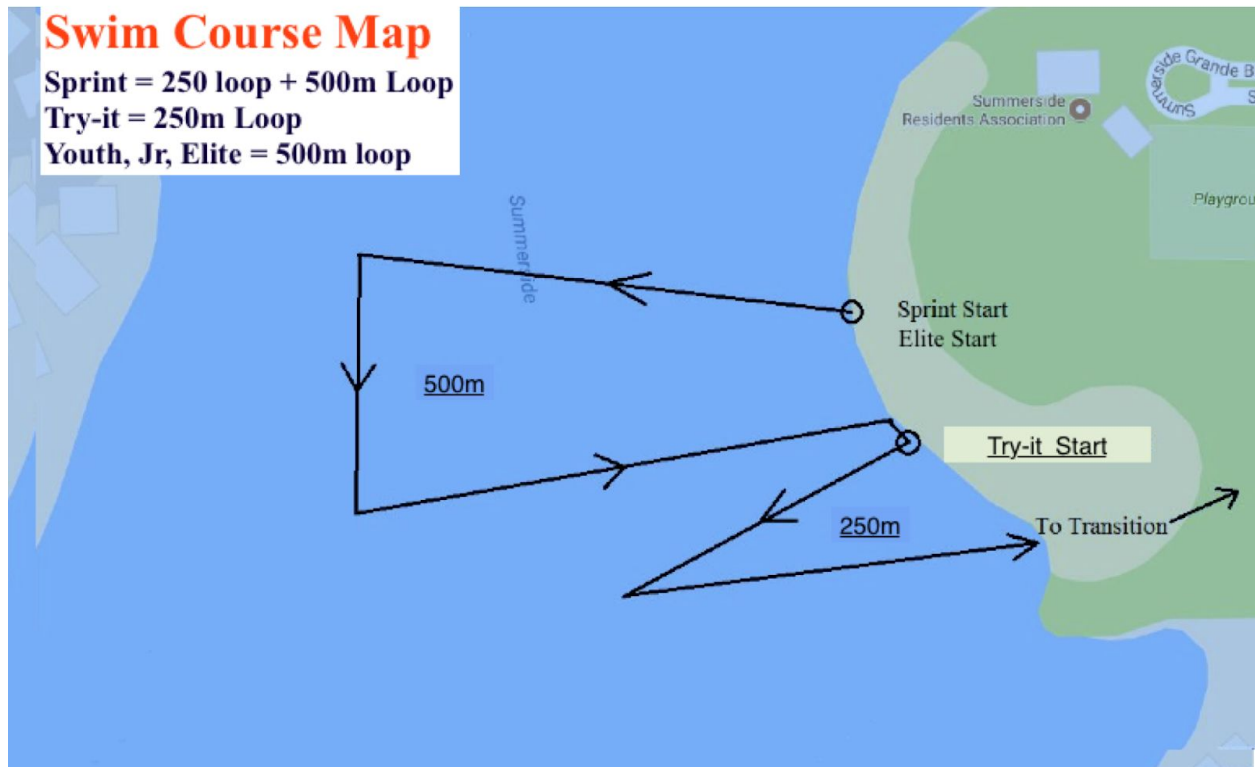 Swim Course Map
Sprint = 250 loop + 500m Loop
Try-it = 250m Loop
Youth, Jr, Elite = 500m loop
Summerside Grande B
Summerside
Residents Association
Playgrou
Summerside
Sprint Start
Elite Start
500m
Try-it Start
250m
To Transition